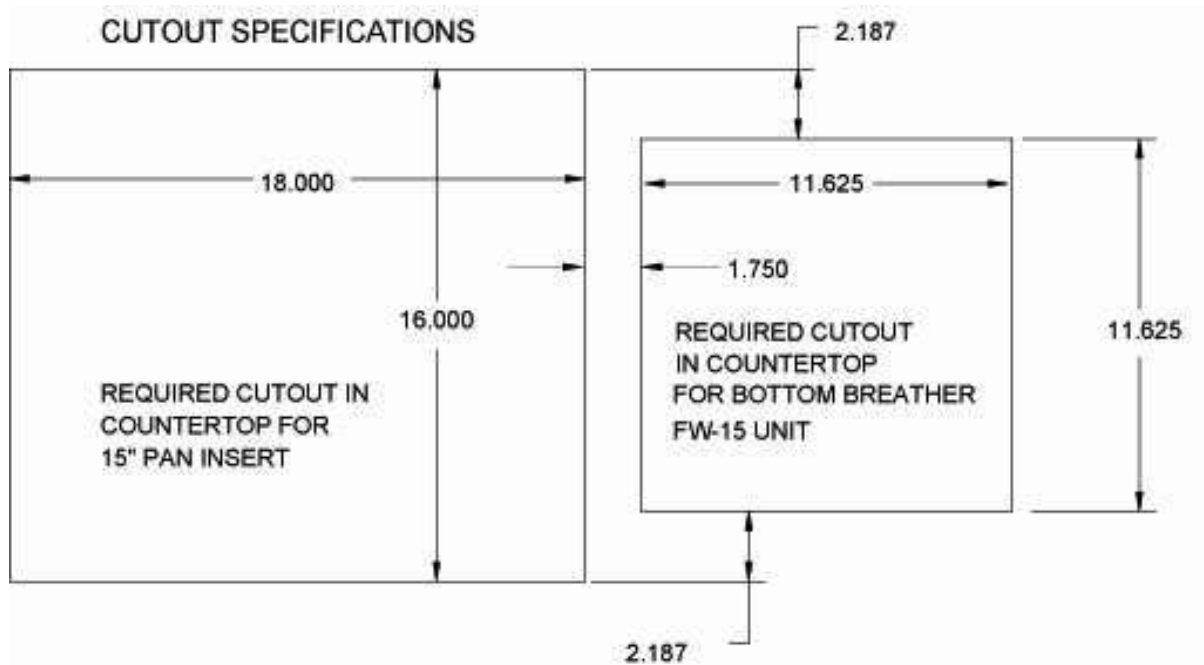 CUTOUT SPECIFICATIONS
2.187
18.000
11.625
1.750
16.000
11.625
REQUIRED CUTOUT
IN COUNTERTOP
FOR BOTTOM BREATHER
FW-15 UNIT
REQUIRED CUTOUT IN
COUNTERTOP FOR
15" PAN INSERT
2.187